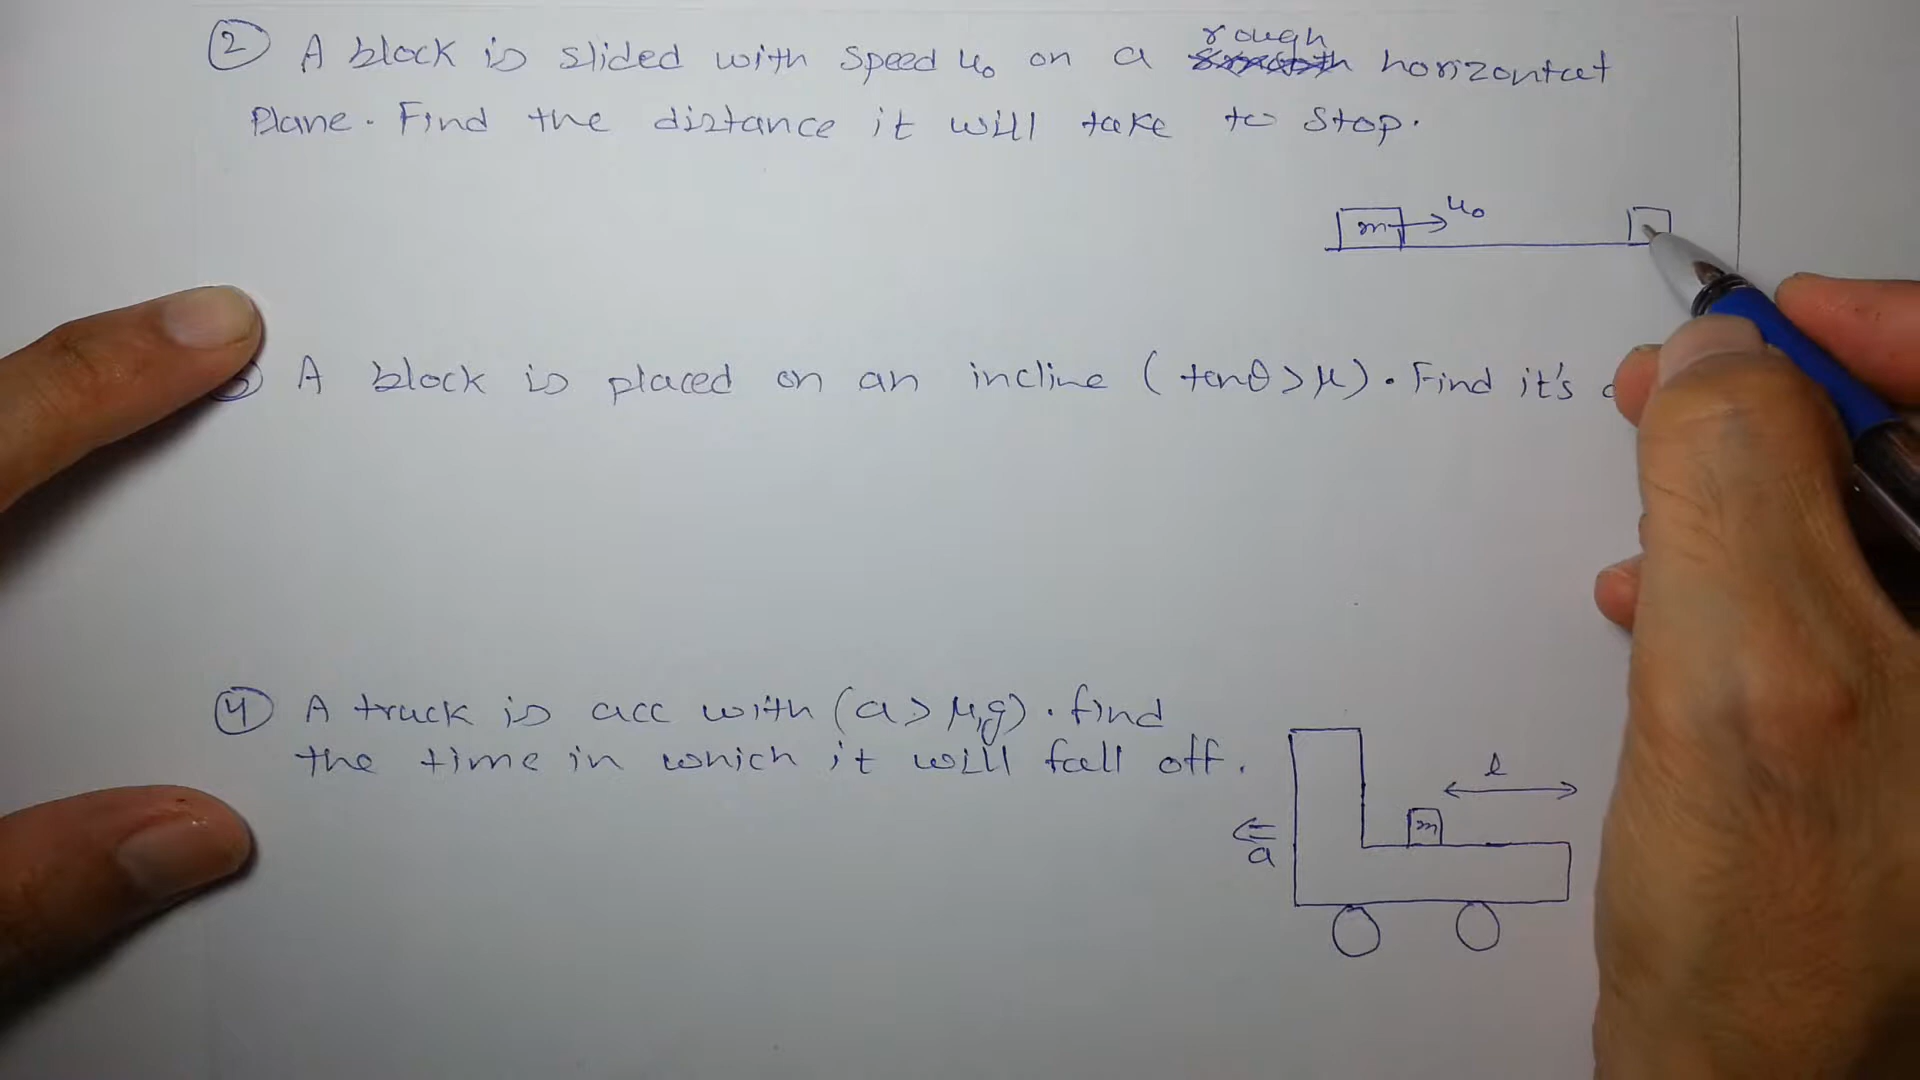 ② A block is slided with speed u₀ on a rough horizontal
Plane. Find the distance it will take to stop.
m u₀
A block is placed on an incline (tanθ > μ). Find it's
④ A truck is acc with (a > μg). find
the time in which it will fall off.
l
m
a